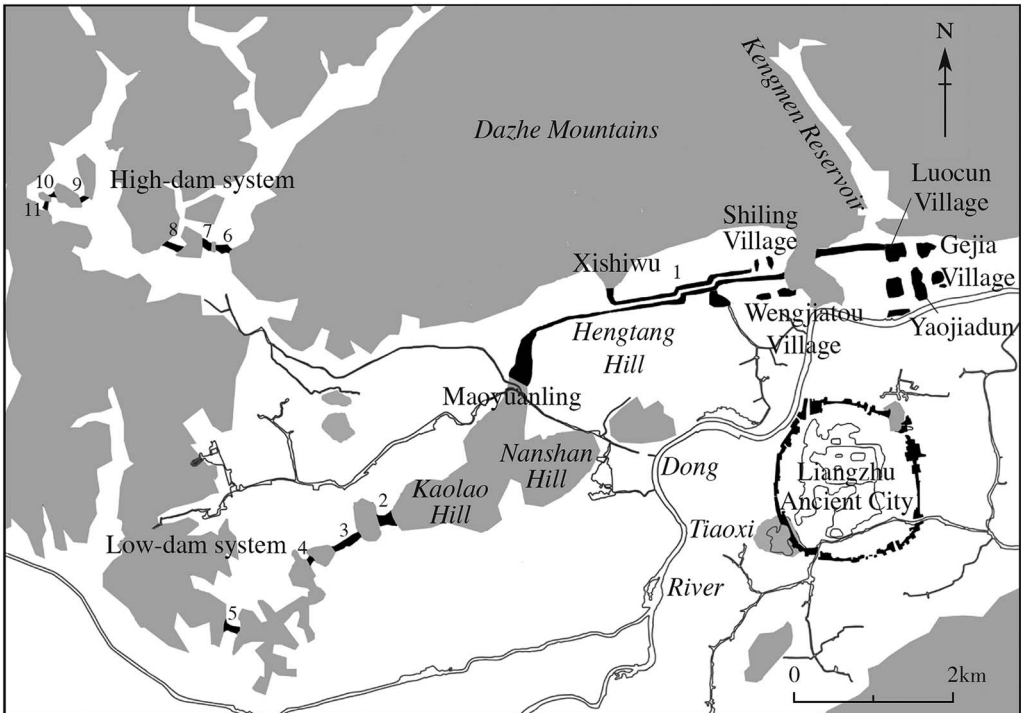 N
Kengmen Reservoir
Dazhe Mountains
Luocun
Village
10
9
High-dam system
11
8
7
6
Shiling
Village
Gejia
Village
Xishiwu
1
Wengjiatou
Village
Yaojiadun
Hengtang
Hill
Maoyuanling
Nanshan
Hill
Dong
Liangzhu
Ancient City
Kaolao
Hill
2
Tiaoxi
3
Low-dam system
4
River
5
0
2km